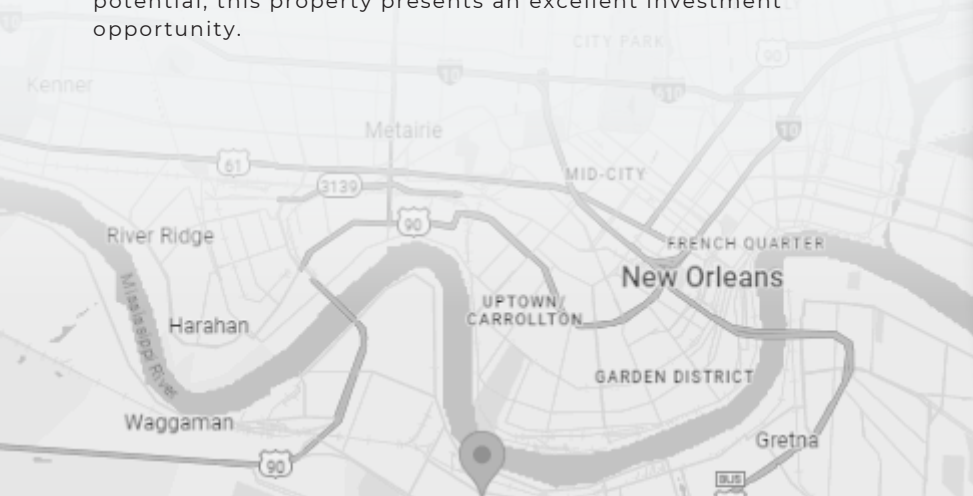 potential, this property presents an excellent investment
opportunity.
CITY PARK
90
10
10
610
Kenner
Metairie
10
61
MID-CITY
3139
90
River Ridge
FRENCH QUARTER
New Orleans
Mississippi River
UPTOWN/
CARROLLTON
Harahan
GARDEN DISTRICT
Waggaman
Gretna
90
BUS